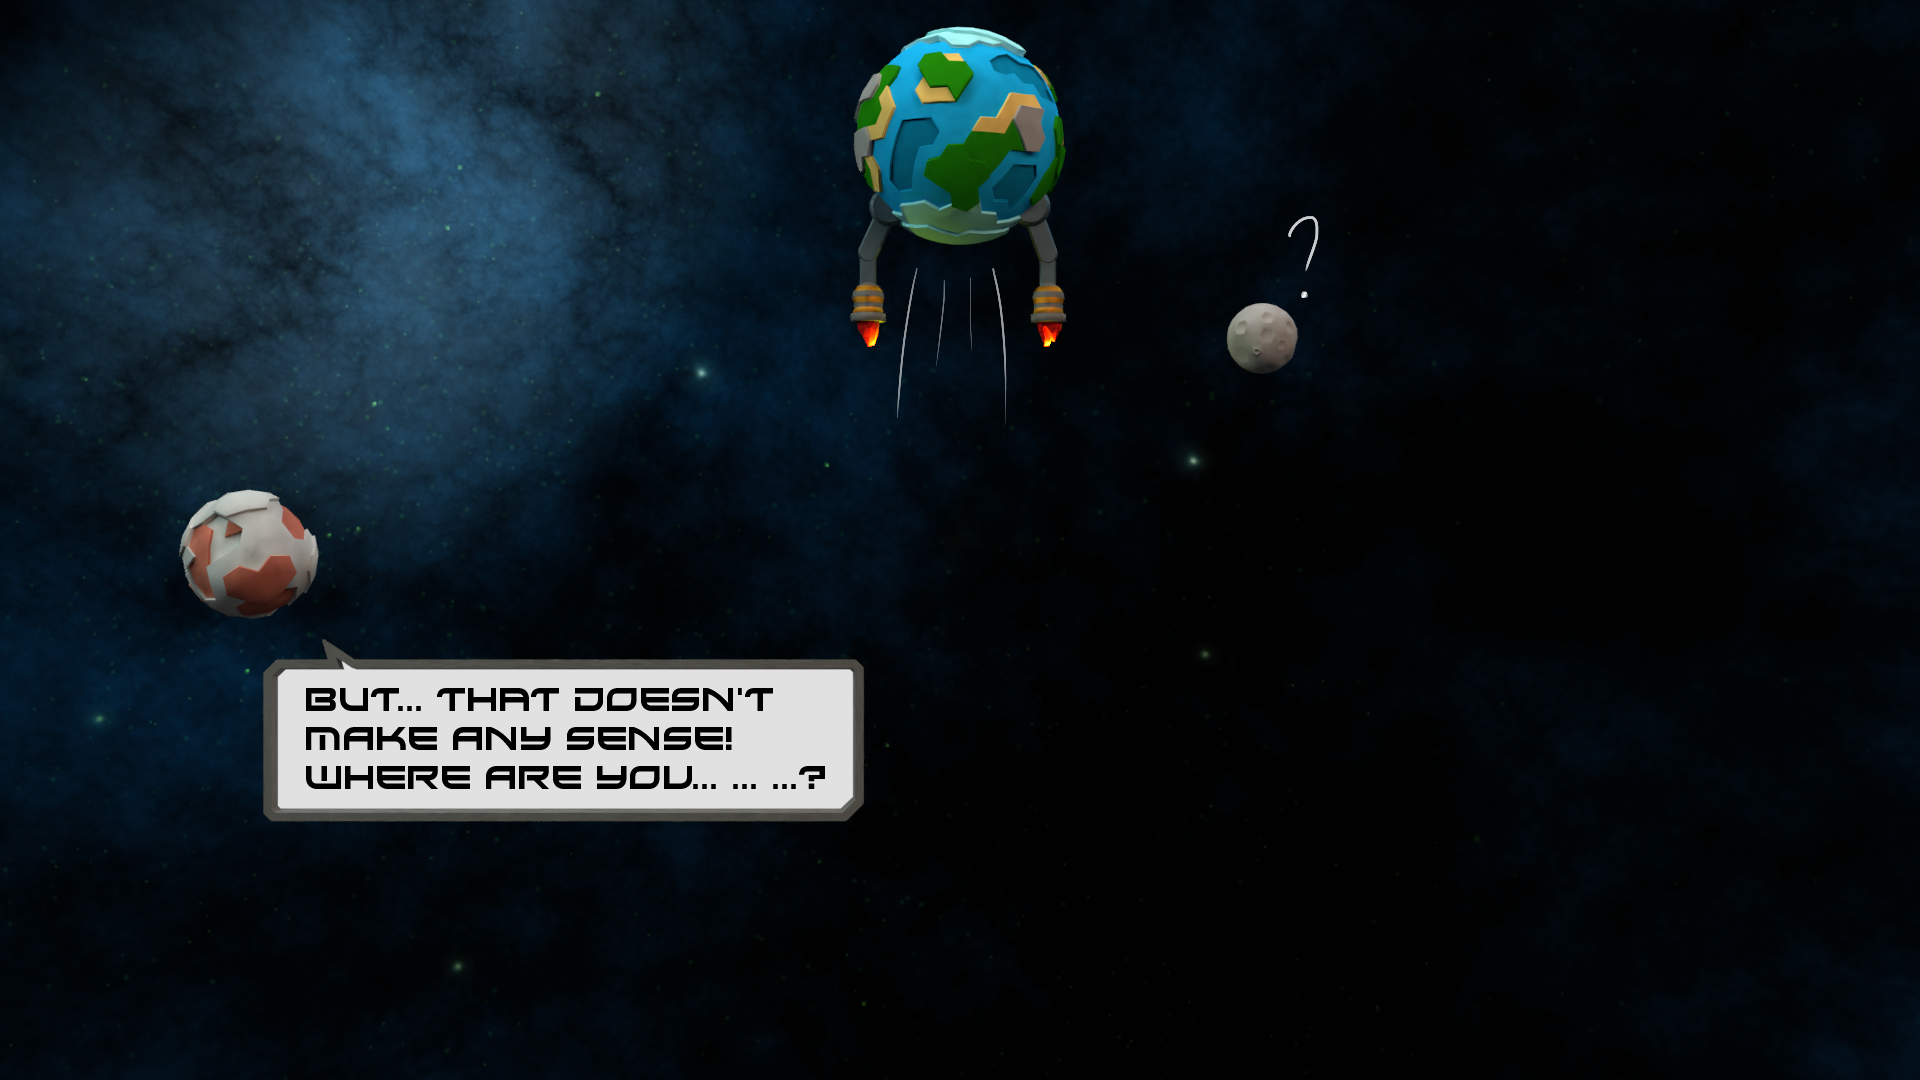 ?
BUT... THAT DOESN'T
MAKE ANY SENSE!
WHERE ARE YOU... ... ...?